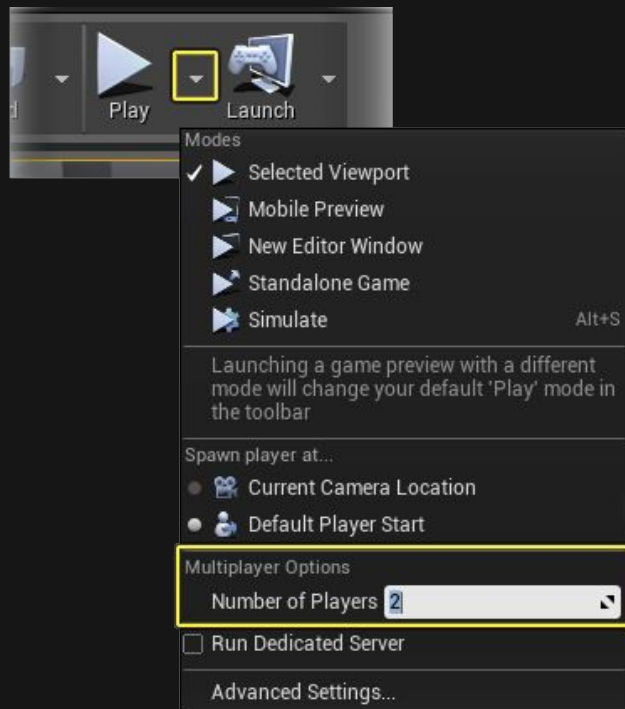 Play
Launch
Modes
Selected Viewport
Mobile Preview
New Editor Window
Standalone Game
Simulate Alt+S
Launching a game preview with a different
mode will change your default 'Play' mode in
the toolbar
Spawn player at...
Current Camera Location
Default Player Start
Multiplayer Options
Number of Players 2
Run Dedicated Server
Advanced Settings...